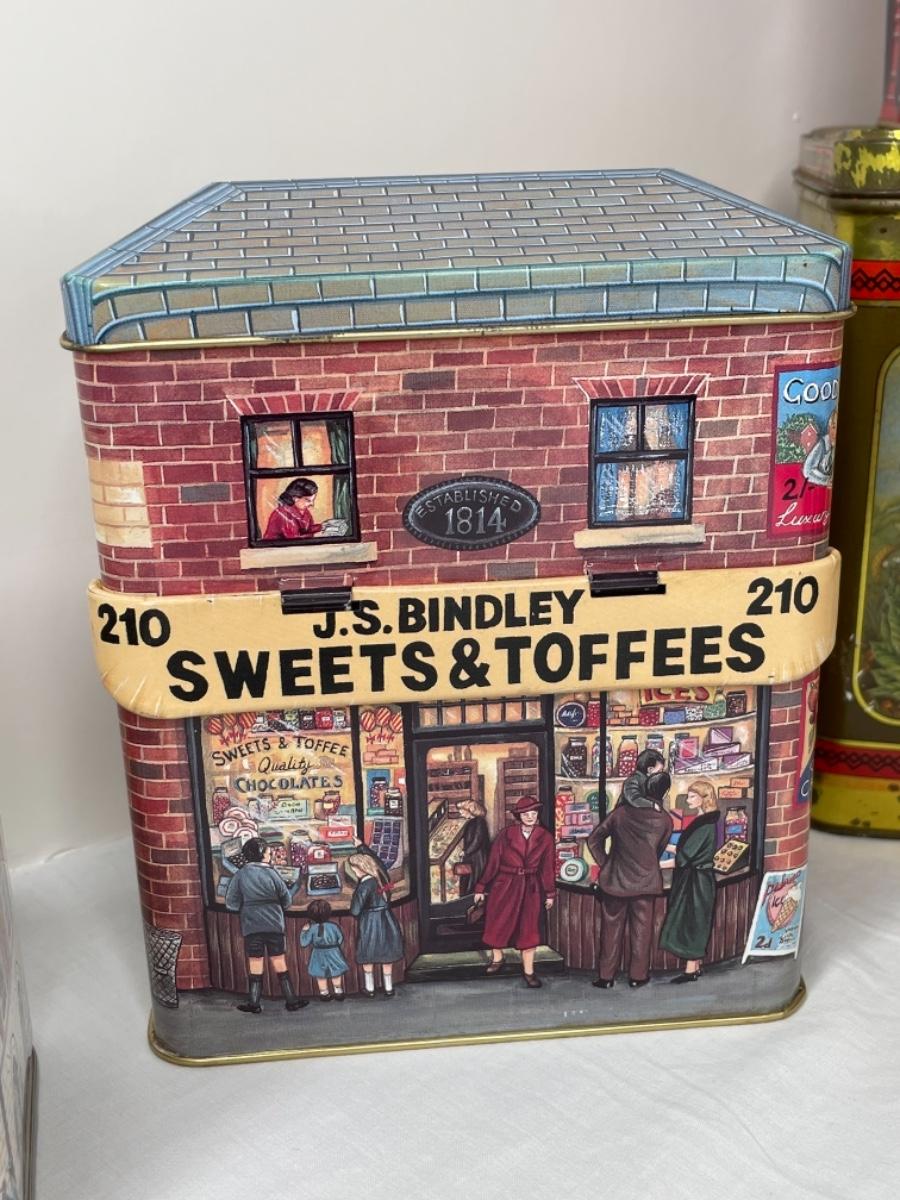 GOOD
2/-
Luxury
ESTABLISHED
1814
210
J.S.BINDLEY
210
SWEETS & TOFFEES
ICES
SWEETS & TOFFEE
Quality
CHOCOLATES
2d